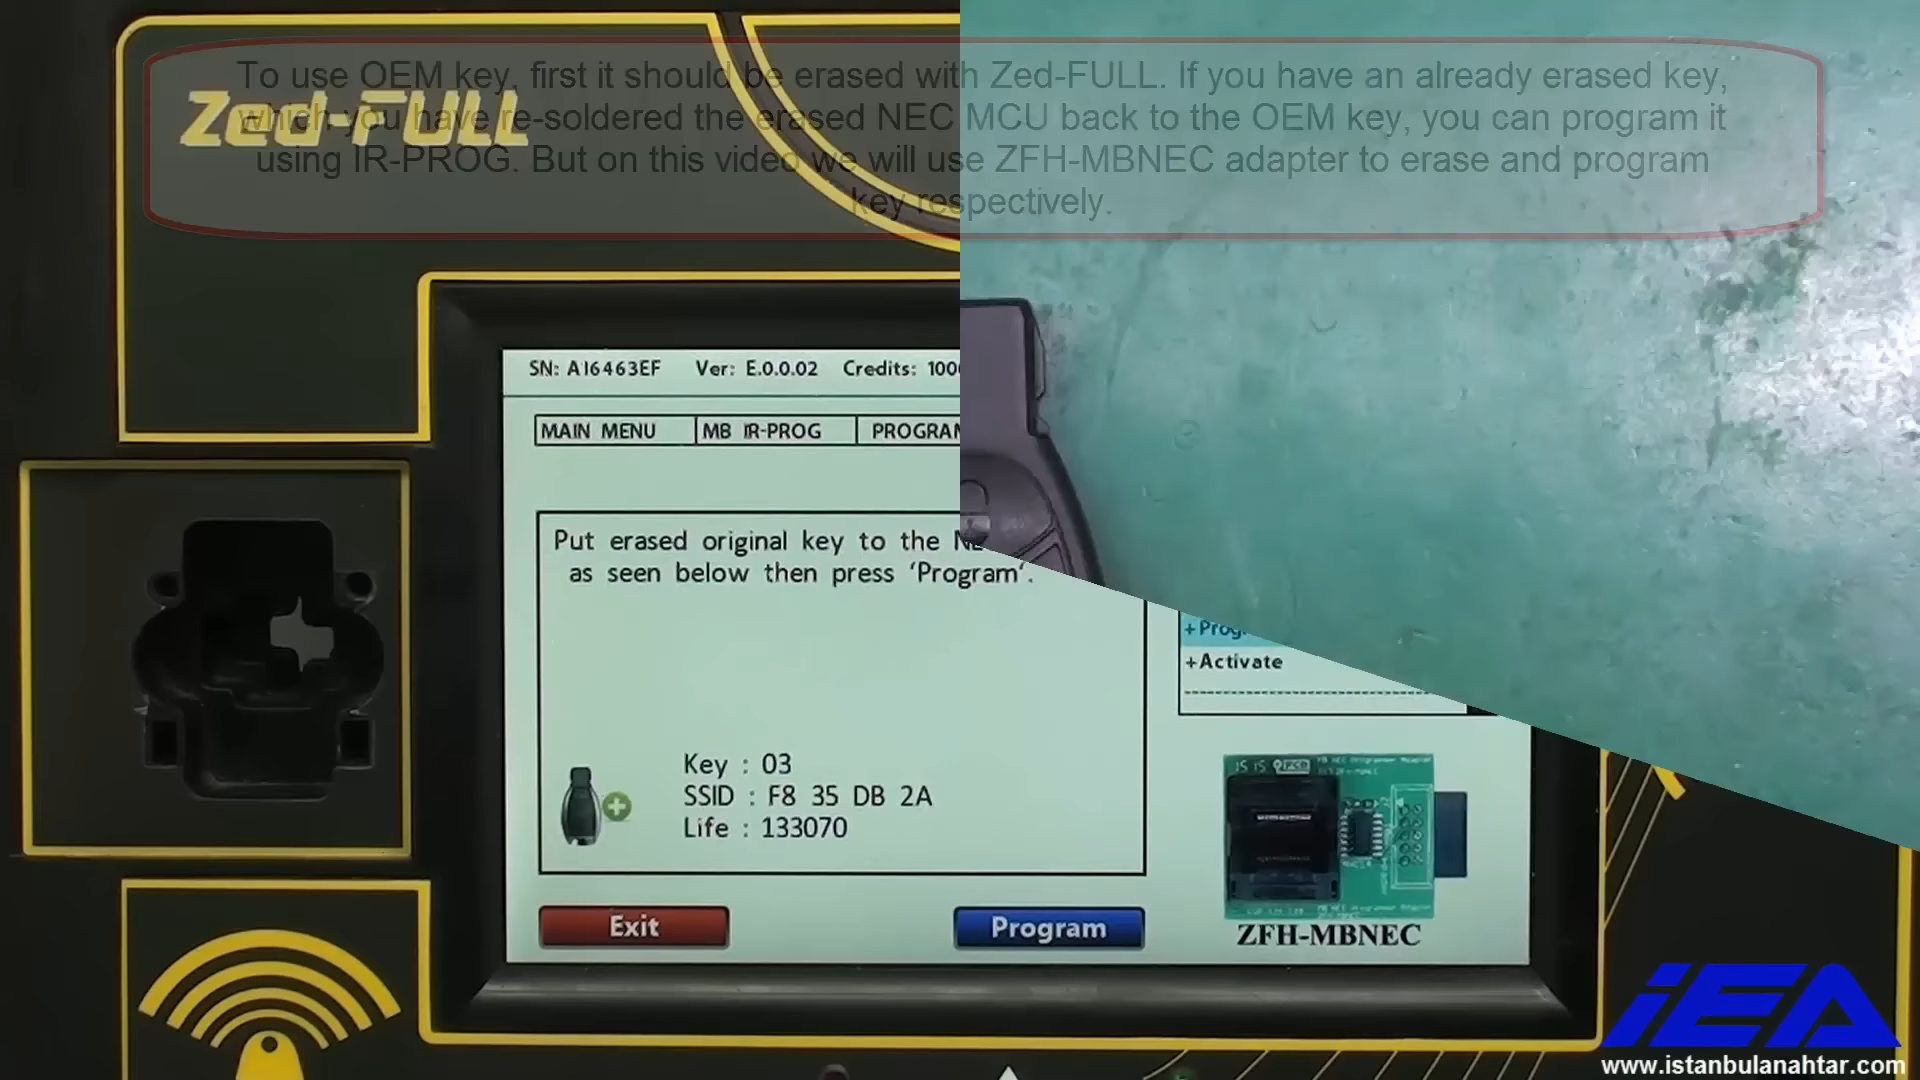 To use OEM key, first it should be erased with Zed-FULL. If you have an already erased key,
which you have re-soldered the erased NEC MCU back to the OEM key, you can program it
using IR-PROG. But on this video we will use ZFH-MBNEC adapter to erase and program
key respectively.
Zed-FULL
SN: A16463EF Ver: E.0.0.02 Credits:
MAIN MENU MB IR-PROG
Put erased original key to the
as seen below then press 'Program'.
+Activate
Key : 03
SSID : F8 35 DB 2A
Life : 133070
Exit
Program
ZFH-MBNEC
iEA
www.istanbulanahtar.com